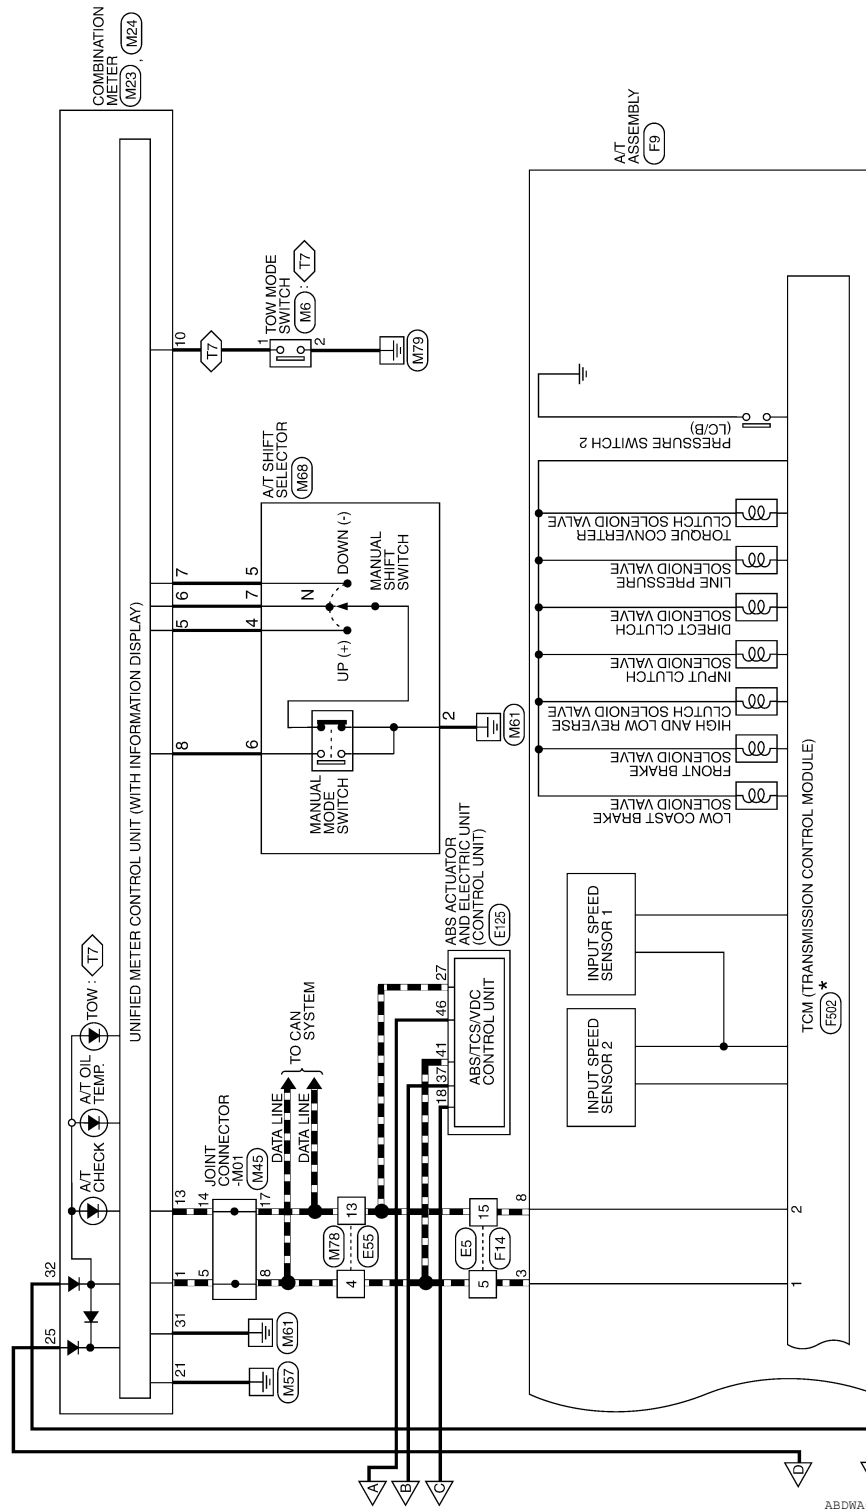 COMBINATION
METER
M23 , M24
UNIFIED METER CONTROL UNIT (WITH INFORMATION DISPLAY)
TOW : T7
A/T OIL
TEMP.
A/T
CHECK
32
25
10
7
6
5
8
13
1
31
21
T7
1
TOW MODE
SWITCH
M6 : T7
2
M79
A/T SHIFT
SELECTOR
M68
5
7
4
6
DOWN (-)
N
UP (+)
MANUAL
SHIFT
SWITCH
MANUAL
MODE
SWITCH
2
M61
JOINT
CONNECTOR
-M01
M45
14
5
17
8
DATA LINE
DATA LINE
TO CAN
SYSTEM
M61
M57
M78
E55
13
4
ABS ACTUATOR
AND ELECTRIC UNIT
(CONTROL UNIT)
E125
27
46
41
37
18
ABS/TCS/VDC
CONTROL UNIT
E5
F14
15
5
8
3
A/T
ASSEMBLY
F9
PRESSURE SWITCH 2
(LC/B)
TORQUE CONVERTER
CLUTCH SOLENOID VALVE
LINE PRESSURE
SOLENOID VALVE
DIRECT CLUTCH
SOLENOID VALVE
INPUT CLUTCH
SOLENOID VALVE
HIGH AND LOW REVERSE
CLUTCH SOLENOID VALVE
FRONT BRAKE
SOLENOID VALVE
LOW COAST BRAKE
SOLENOID VALVE
INPUT SPEED
SENSOR 1
INPUT SPEED
SENSOR 2
2
1
TCM (TRANSMISSION CONTROL MODULE)
F502 *
A
B
C
D
ABDWA